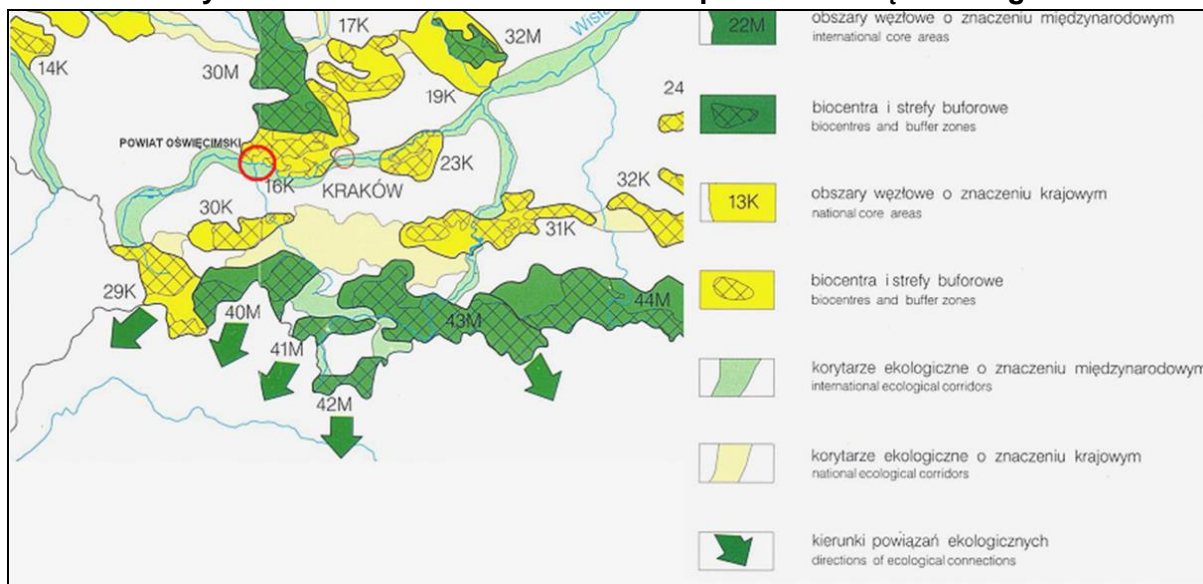 17K
32M
Wisła
14K
30M
19K
24
POWIAT OŚWIĘCIMSKI
16K
KRAKÓW
23K
32K
30K
31K
29K
40M
41M
43M
44M
42M
22M
obszary węzłowe o znaczeniu międzynarodowym
international core areas
biocentra i strefy buforowe
biocentres and buffer zones
13K
obszary węzłowe o znaczeniu krajowym
national core areas
biocentra i strefy buforowe
biocentres and buffer zones
korytarze ekologiczne o znaczeniu międzynarodowym
international ecological corridors
korytarze ekologiczne o znaczeniu krajowym
national ecological corridors
kierunki powiązań ekologicznych
directions of ecological connections